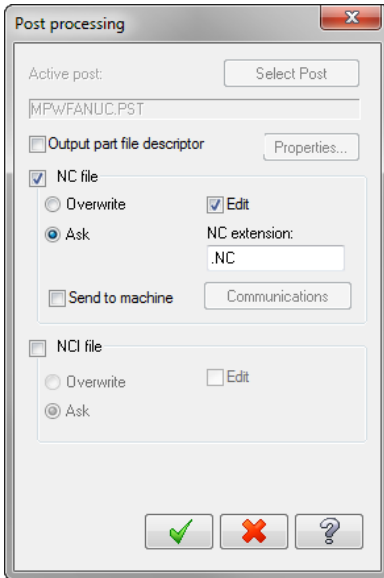 Post processing
Active post:
Select Post
MPWFANUC.PST
Output part file descriptor
Properties...
NC file
Overwrite
Edit
Ask
NC extension:
.NC
Send to machine
Communications
NCI file
Overwrite
Edit
Ask